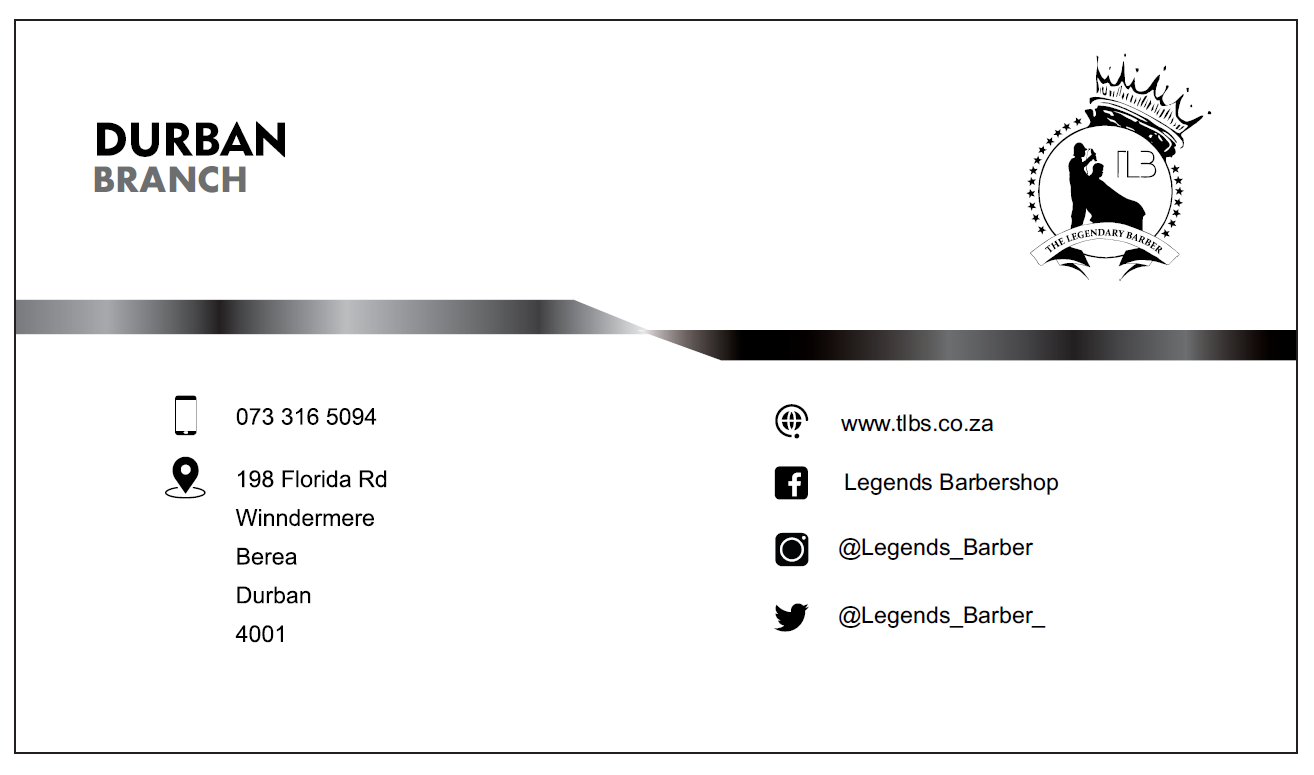 DURBAN
BRANCH
TLB
THE LEGENDARY BARBER
073 316 5094
198 Florida Rd
Winndermere
Berea
Durban
4001
www.tlbs.co.za
Legends Barbershop
@Legends_Barber
@Legends_Barber_